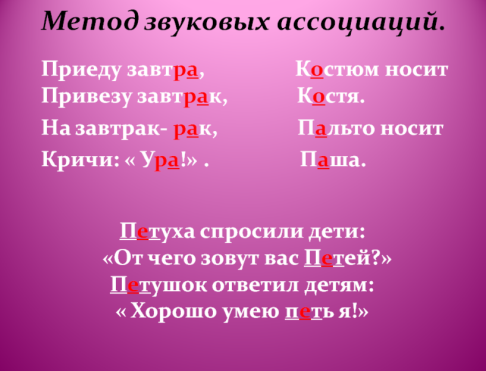 Метод звуковых ассоциаций.
Приеду завтра,
Привезу завтрак,
На завтрак- рак,
Кричи: « Ура!» .
Костюм носит
Костя.
Пальто носит
Паша.
Петуха спросили дети:
«От чего зовут вас Петей?»
Петушок ответил детям:
« Хорошо умею петь я!»